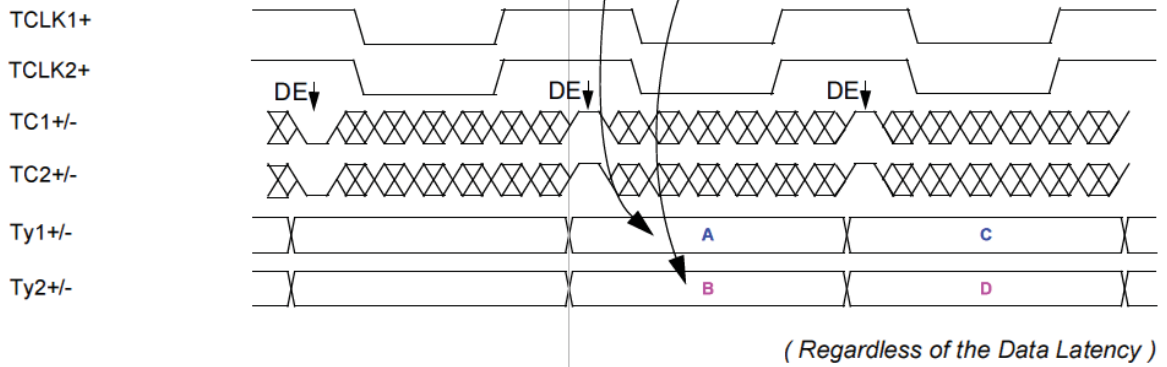 TCLK1+
TCLK2+
DE DE DE
TC1+/-
TC2+/-
Ty1+/- A C
Ty2+/- B D
( Regardless of the Data Latency )